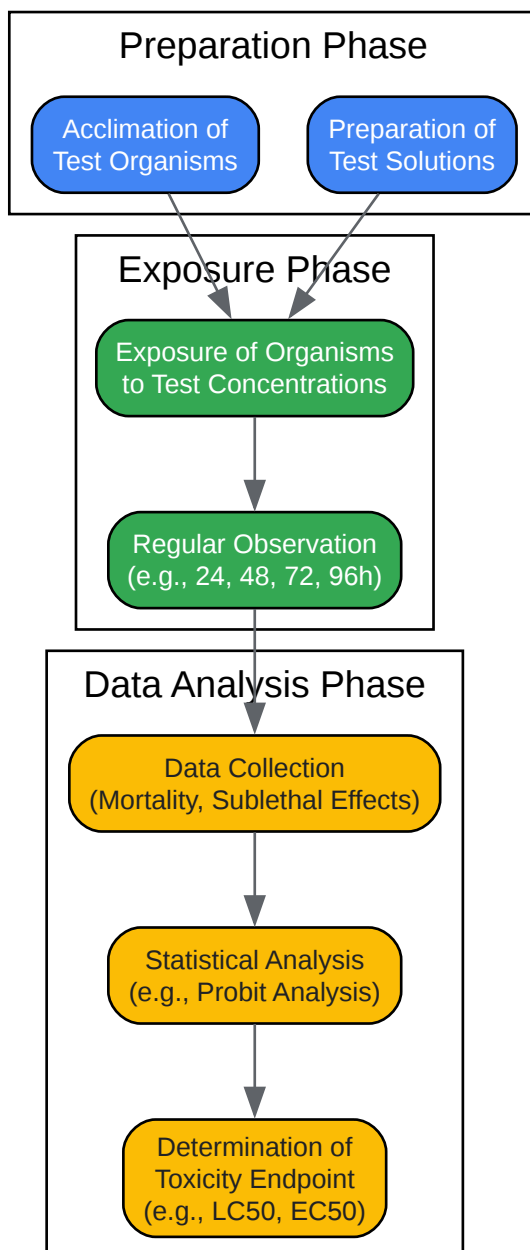 Preparation Phase
Acclimation of
Test Organisms
Preparation of
Test Solutions
Exposure Phase
Exposure of Organisms
to Test Concentrations
Regular Observation
(e.g., 24, 48, 72, 96h)
Data Analysis Phase
Data Collection
(Mortality, Sublethal Effects)
Statistical Analysis
(e.g., Probit Analysis)
Determination of
Toxicity Endpoint
(e.g., LC50, EC50)